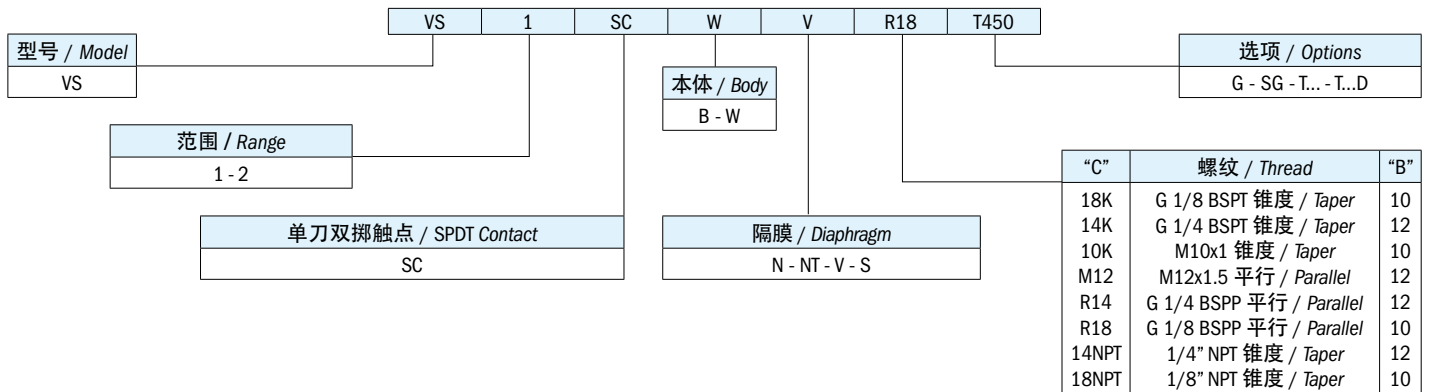 VS 1 SC W V R18 T450
型号 / Model
VS
选项 / Options
G - SG - T... - T...D
本体 / Body
B - W
范围 / Range
1 - 2
单刀双掷触点 / SPDT Contact
SC
隔膜 / Diaphragm
N - NT - V - S
“C” 螺纹 / Thread “B”
18K G 1/8 BSPT 锥度 / Taper 10
14K G 1/4 BSPT 锥度 / Taper 12
10K M10x1 锥度 / Taper 10
M12 M12x1.5 平行 / Parallel 12
R14 G 1/4 BSPP 平行 / Parallel 12
R18 G 1/8 BSPP 平行 / Parallel 10
14NPT 1/4” NPT 锥度 / Taper 12
18NPT 1/8” NPT 锥度 / Taper 10